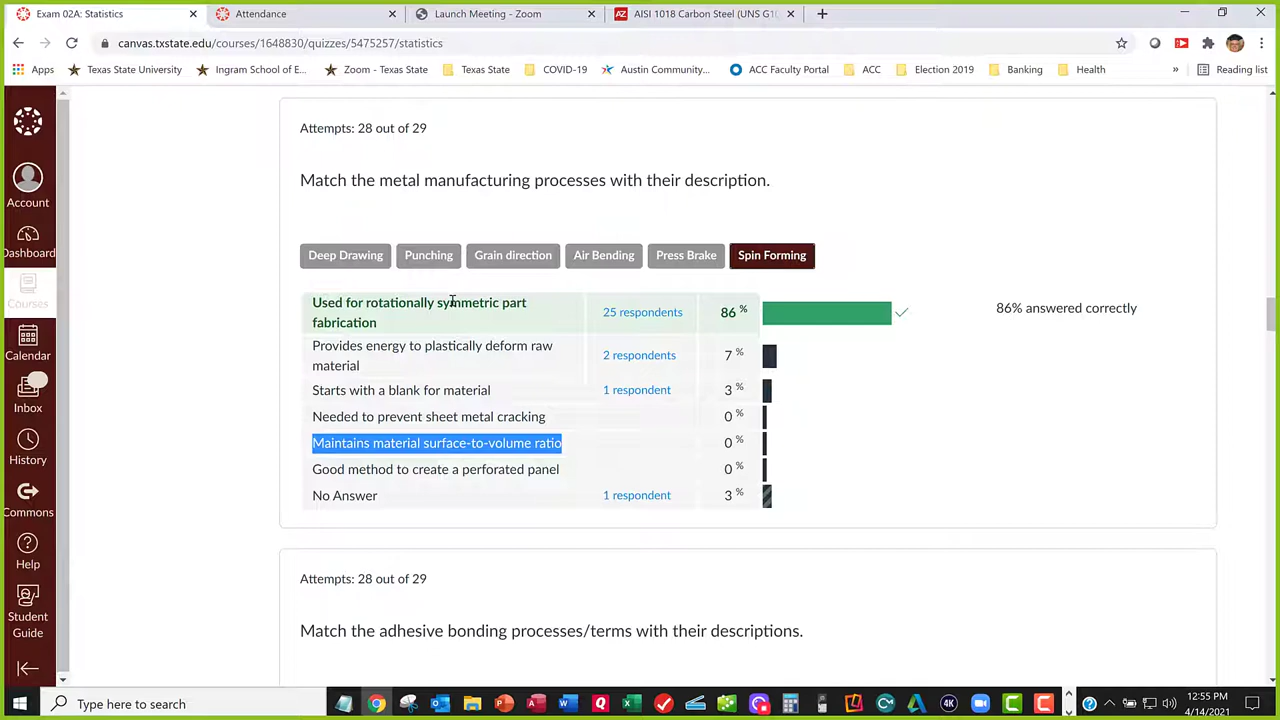 Exam 02A: Statistics
Attendance
Launch Meeting - Zoom
AZ
AISI 1018 Carbon Steel (UNS G1(
canvas.txstate.edu/courses/1648830/quizzes/5475257/statistics
Apps
Texas State University
Ingram School of E...
Zoom - Texas State
Texas State
COVID-19
Austin Community...
ACC Faculty Portal
ACC
Election 2019
Banking
Health
»
Reading list
Account
Dashboard
Courses
Calendar
Inbox
History
Commons
Help
Student
Guide
Attempts: 28 out of 29
Match the metal manufacturing processes with their description.
Deep Drawing
Punching
Grain direction
Air Bending
Press Brake
Spin Forming
Used for rotationally symmetric part
fabrication
25 respondents
86 %
86% answered correctly
Provides energy to plastically deform raw
material
2 respondents
7 %
Starts with a blank for material
1 respondent
3 %
Needed to prevent sheet metal cracking
0 %
Maintains material surface-to-volume ratio
0 %
Good method to create a perforated panel
0 %
No Answer
1 respondent
3 %
Attempts: 28 out of 29
Match the adhesive bonding processes/terms with their descriptions.
Type here to search
4K
12:55 PM
4/14/2021